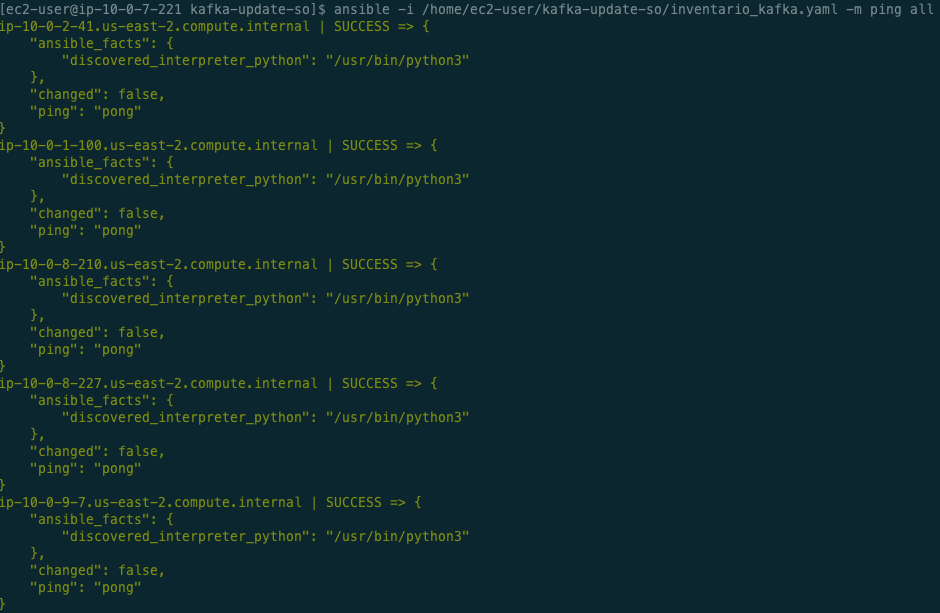 [ec2-user@ip-10-0-7-221 kafka-update-so]$ ansible -i /home/ec2-user/kafka-update-so/inventario_kafka.yaml -m ping all
ip-10-0-2-41.us-east-2.compute.internal | SUCCESS => {
    "ansible_facts": {
        "discovered_interpreter_python": "/usr/bin/python3"
    },
    "changed": false,
    "ping": "pong"
}
ip-10-0-1-100.us-east-2.compute.internal | SUCCESS => {
    "ansible_facts": {
        "discovered_interpreter_python": "/usr/bin/python3"
    },
    "changed": false,
    "ping": "pong"
}
ip-10-0-8-210.us-east-2.compute.internal | SUCCESS => {
    "ansible_facts": {
        "discovered_interpreter_python": "/usr/bin/python3"
    },
    "changed": false,
    "ping": "pong"
}
ip-10-0-8-227.us-east-2.compute.internal | SUCCESS => {
    "ansible_facts": {
        "discovered_interpreter_python": "/usr/bin/python3"
    },
    "changed": false,
    "ping": "pong"
}
ip-10-0-9-7.us-east-2.compute.internal | SUCCESS => {
    "ansible_facts": {
        "discovered_interpreter_python": "/usr/bin/python3"
    },
    "changed": false,
    "ping": "pong"
}